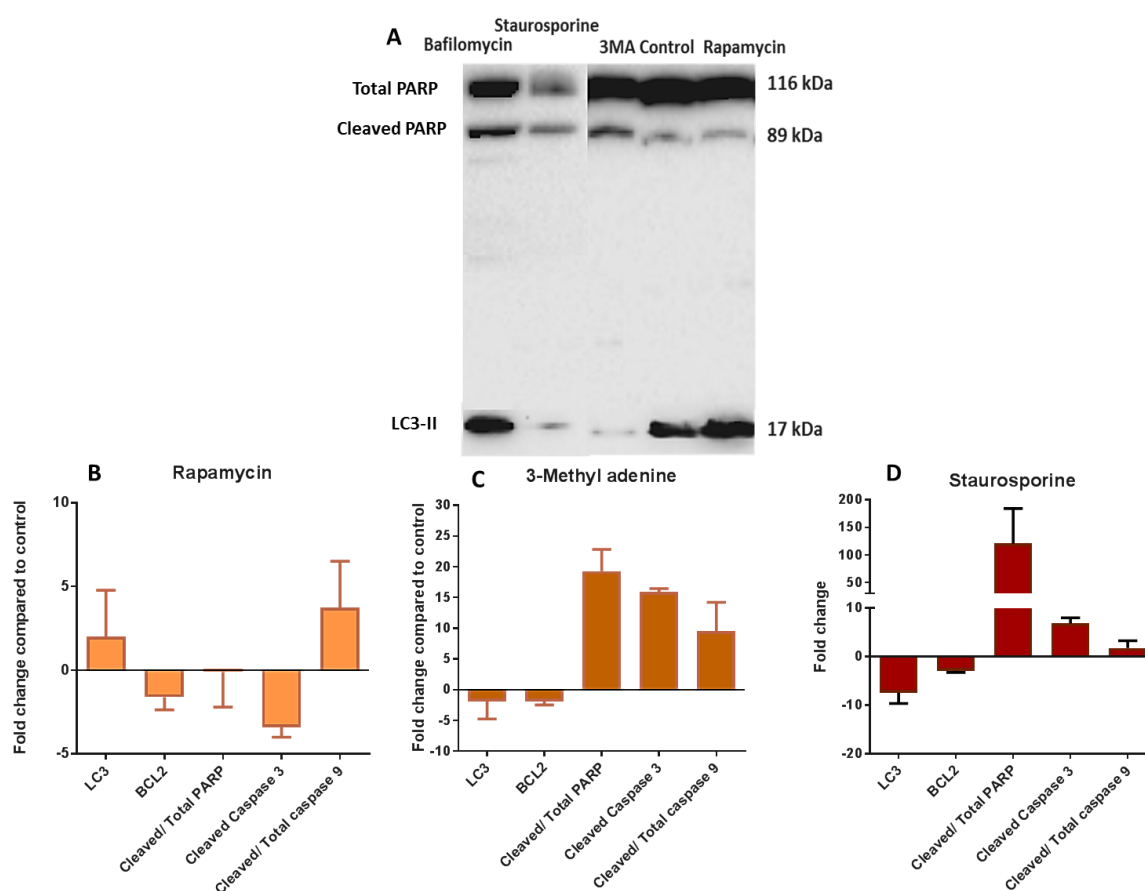 A
Bafilomycin
Staurosporine
3MA Control Rapamycin
Total PARP
116 kDa
Cleaved PARP
89 kDa
LC3-II
17 kDa
B
Rapamycin
Fold change compared to control
10
5
0
-5
LC3
BCL2
Cleaved/ Total PARP
Cleaved Caspase 3
Cleaved/ Total caspase 9
C
3-Methyl adenine
Fold change compared to control
30
25
20
15
10
5
0
-5
-10
LC3
BCL2
Cleaved/ Total PARP
Cleaved Caspase 3
Cleaved/ Total caspase 9
D
Staurosporine
Fold change
200
150
100
50
10
0
-10
-20
LC3
BCL2
Cleaved/ Total PARP
Cleaved Caspase 3
Cleaved/ Total caspase 9